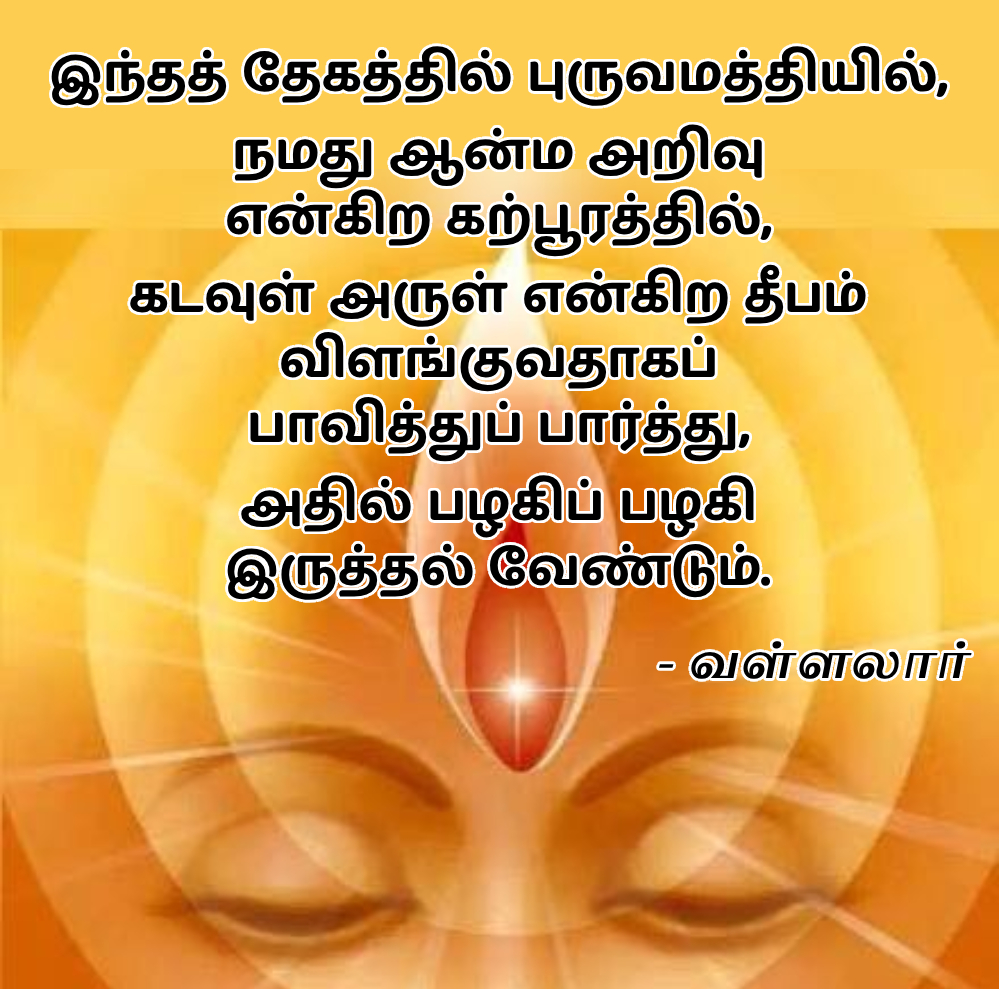 இந்தத் தேகத்தில் புருவமத்தியில்,
நமது ஆன்ம அறிவு
என்கிற கற்பூரத்தில்,
கடவுள் அருள் என்கிற தீபம்
விளங்குவதாகப்
பாவித்துப் பார்த்து,
அதில் பழகிப் பழகி
இருத்தல் வேண்டும்.
- வள்ளலார்